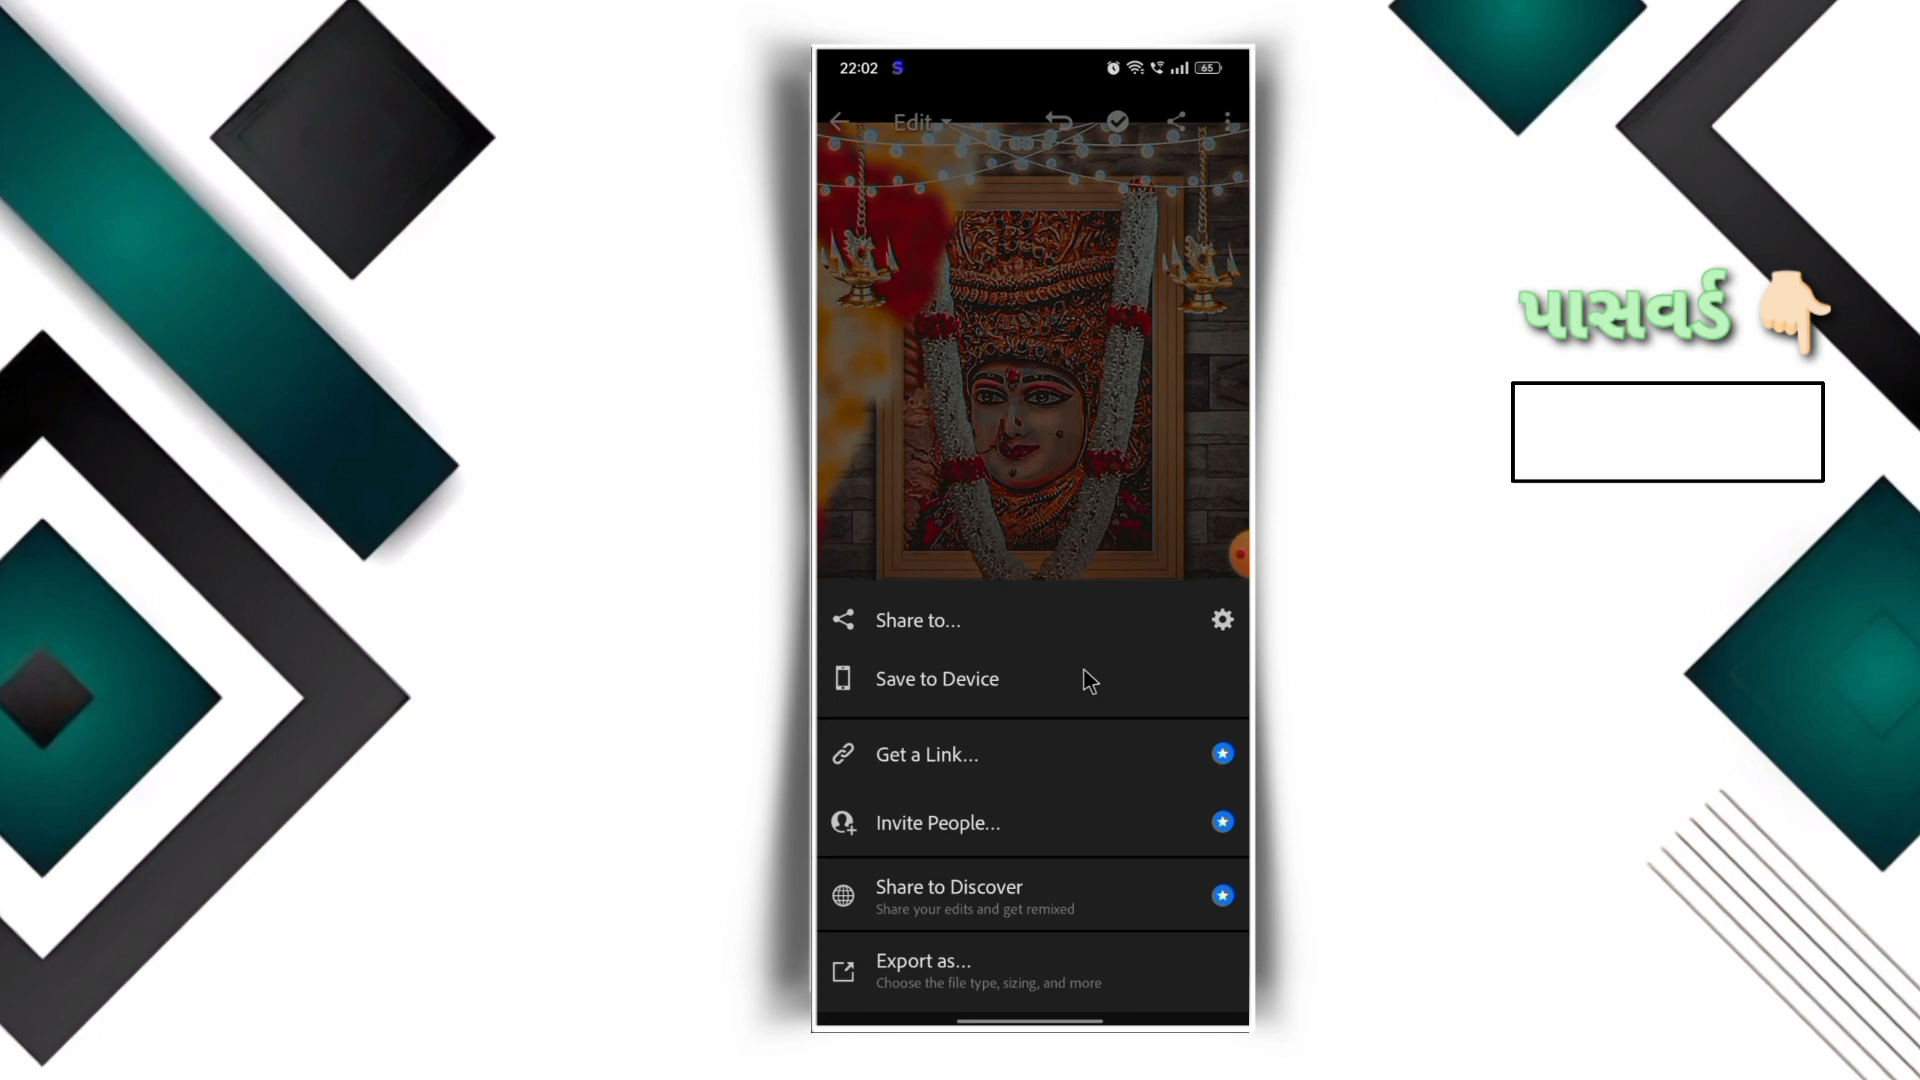 22:02 S 65
Edit
પાસવર્ડ
Share to...
Save to Device
Get a Link...
Invite People...
Share to Discover
Share your edits and get remixed
Export as...
Choose the file type, sizing, and more